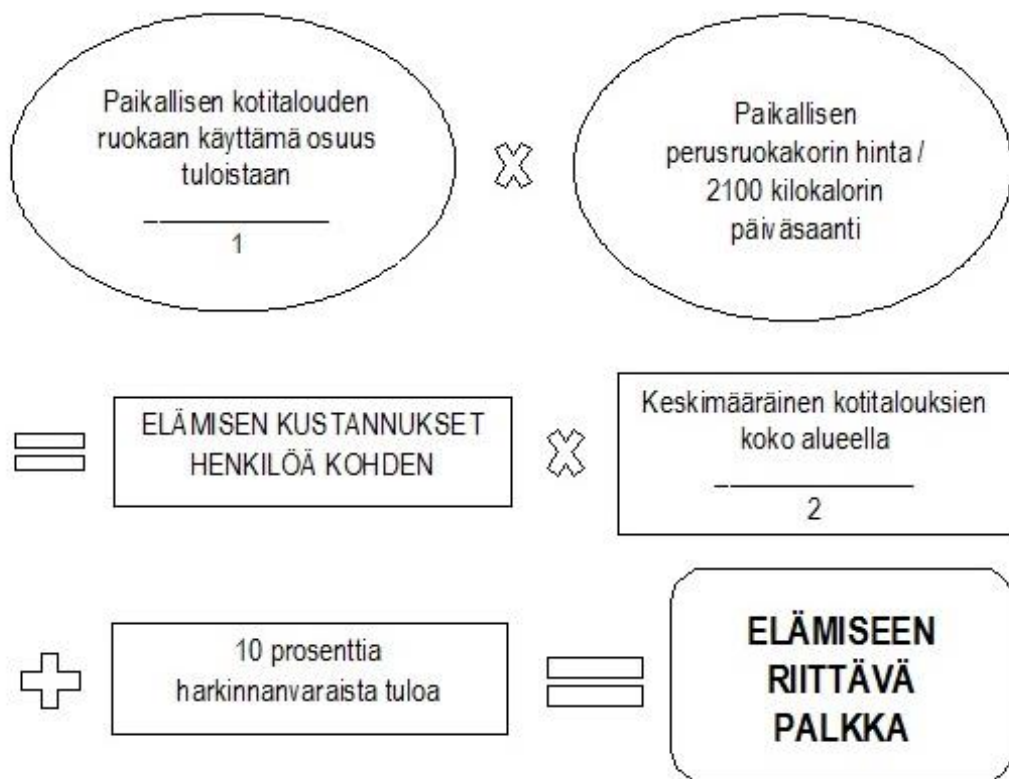 Paikallisen kotitalouden
ruokaan käyttämä osuus
tuloistaan
1
X
Paikallisen
perusruokakorin hinta /
2100 kilokalorin
päiväsaanti
=
ELÄMISEN KUSTANNUKSET
HENKILÖÄ KOHDEN
X
Keskimääräinen kotitalouksien
koko alueella
2
+
10 prosenttia
harkinnanvaraista tuloa
=
ELÄMISEEN
RIITTÄVÄ
PALKKA